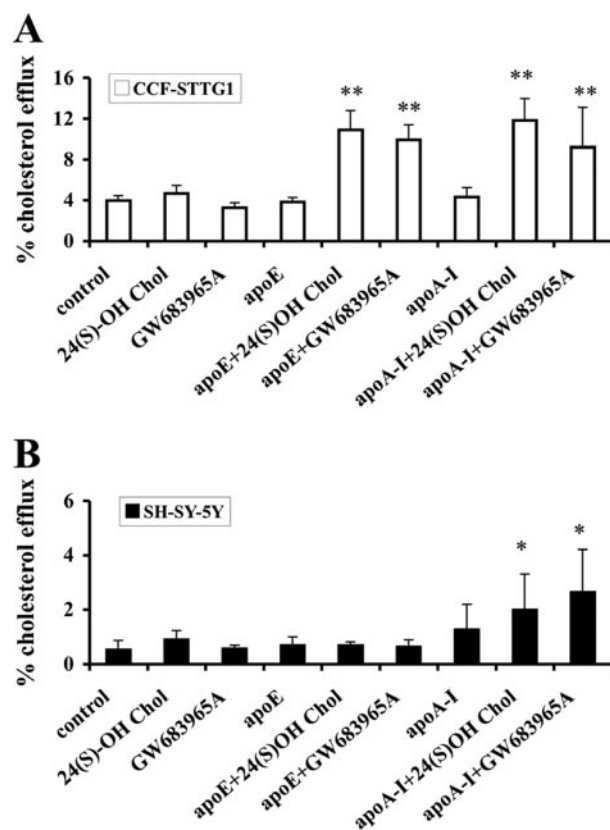 A
% cholesterol efflux
16
12
8
4
0
CCF-STTG1
**
**
**
**
control
24(S)-OH Chol
GW683965A
apoE
apoE+24(S)OH Chol
apoE+GW683965A
apoA-I
apoA-I+24(S)OH Chol
apoA-I+GW683965A
B
% cholesterol efflux
6
4
2
0
SH-SY-5Y
*
*
control
24(S)-OH Chol
GW683965A
apoE
apoE+24(S)OH Chol
apoE+GW683965A
apoA-I
apoA-I+24(S)OH Chol
apoA-I+GW683965A